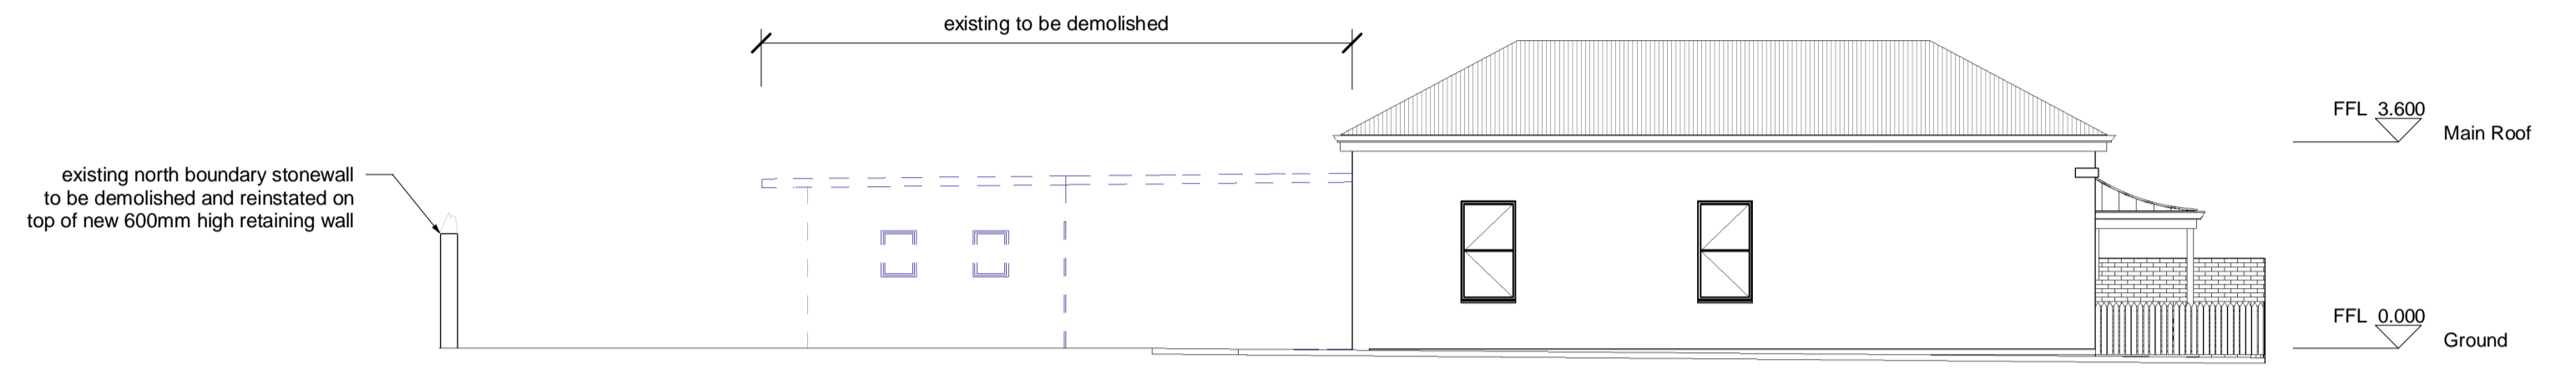 existing to be demolished
FFL 3.600
Main Roof
existing north boundary stonewall
to be demolished and reinstated on
top of new 600mm high retaining wall
FFL 0.000
Ground